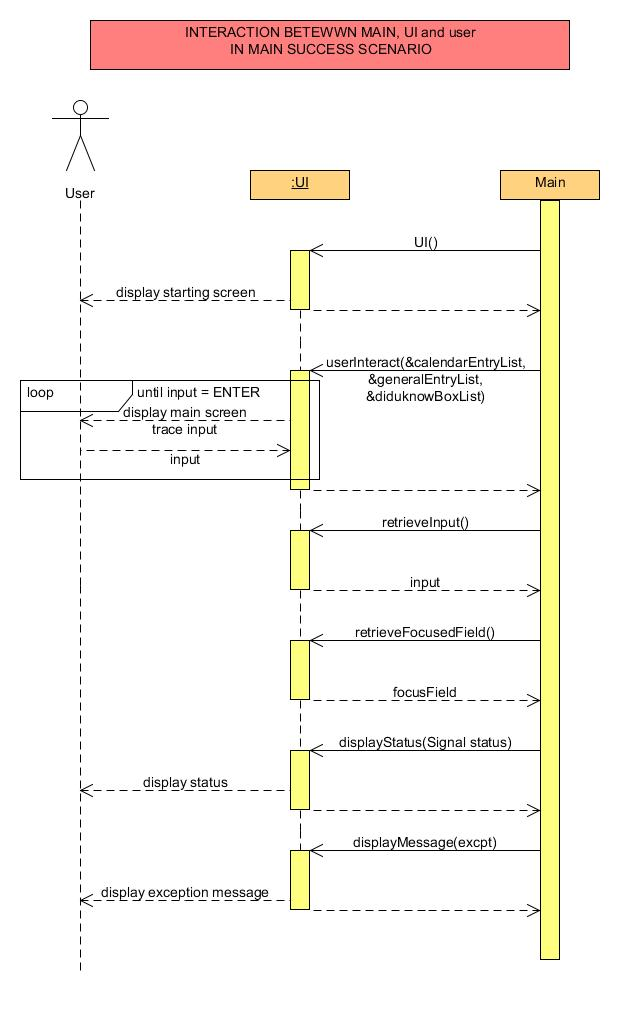 INTERACTION BETEWWN MAIN, UI and user
IN MAIN SUCCESS SCENARIO
User
:UI
Main
UI()
display starting screen
userInteract(&calendarEntryList,
&generalEntryList,
&diduknowBoxList)
loop
until input = ENTER
display main screen
trace input
input
retrieveInput()
input
retrieveFocusedField()
focusField
displayStatus(Signal status)
display status
displayMessage(excpt)
display exception message